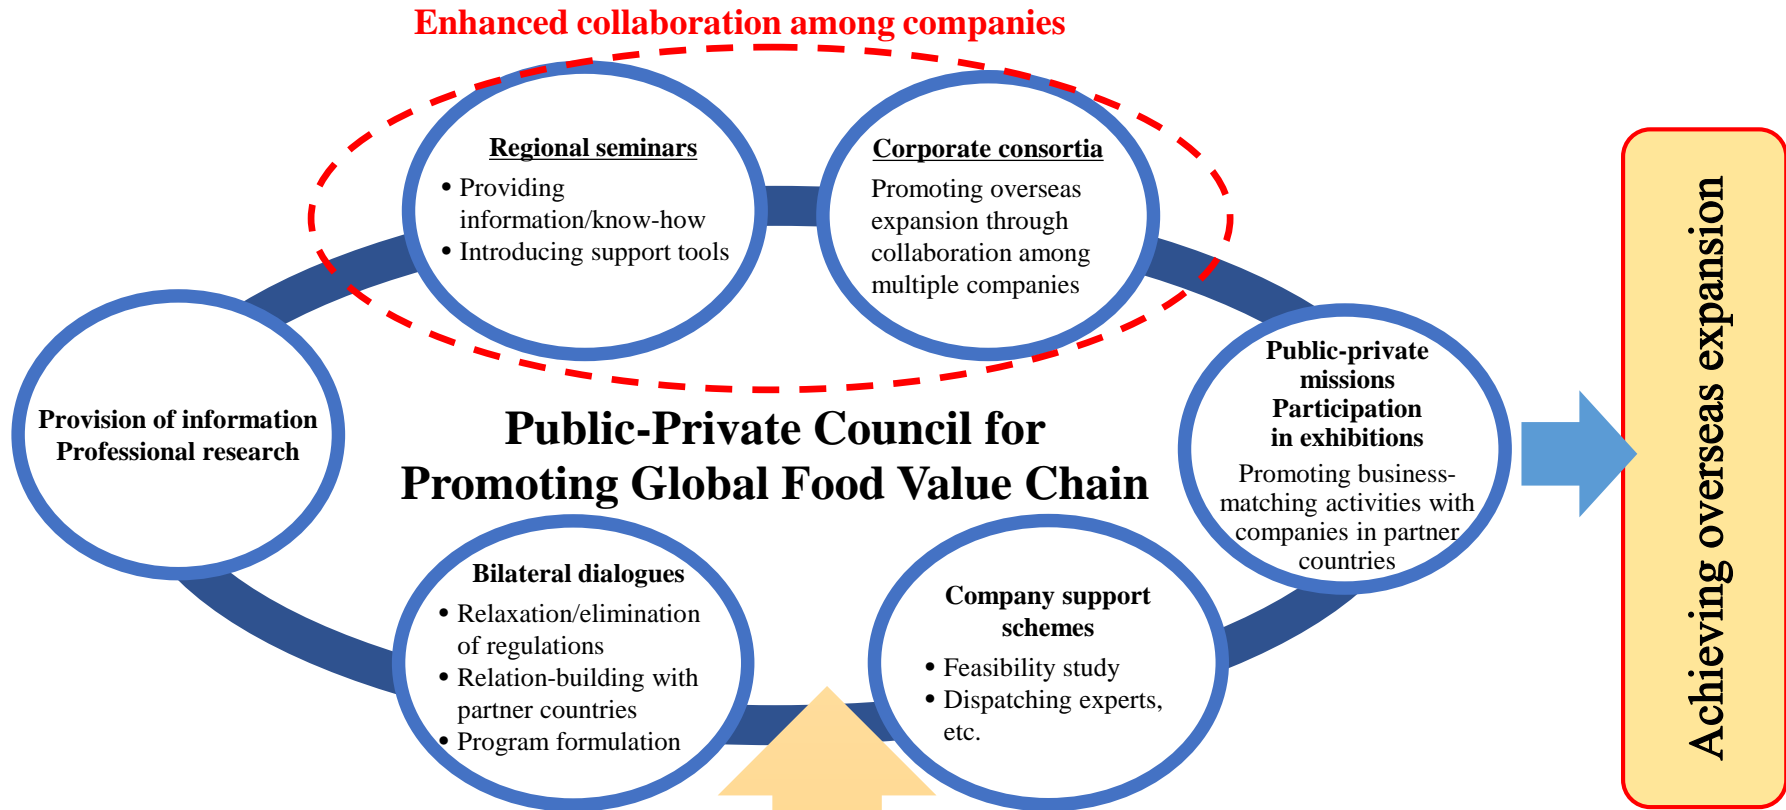 Enhanced collaboration among companies
Regional seminars
• Providing
information/know-how
• Introducing support tools
Corporate consortia
Promoting overseas
expansion through
collaboration among
multiple companies
Public-private
missions
Participation
in exhibitions
Promoting business-
matching activities with
companies in partner
countries
Provision of information
Professional research
Public-Private Council for
Promoting Global Food Value Chain
Bilateral dialogues
• Relaxation/elimination
of regulations
• Relation-building with
partner countries
• Program formulation
Company support
schemes
• Feasibility study
• Dispatching experts,
etc.
Achieving overseas expansion